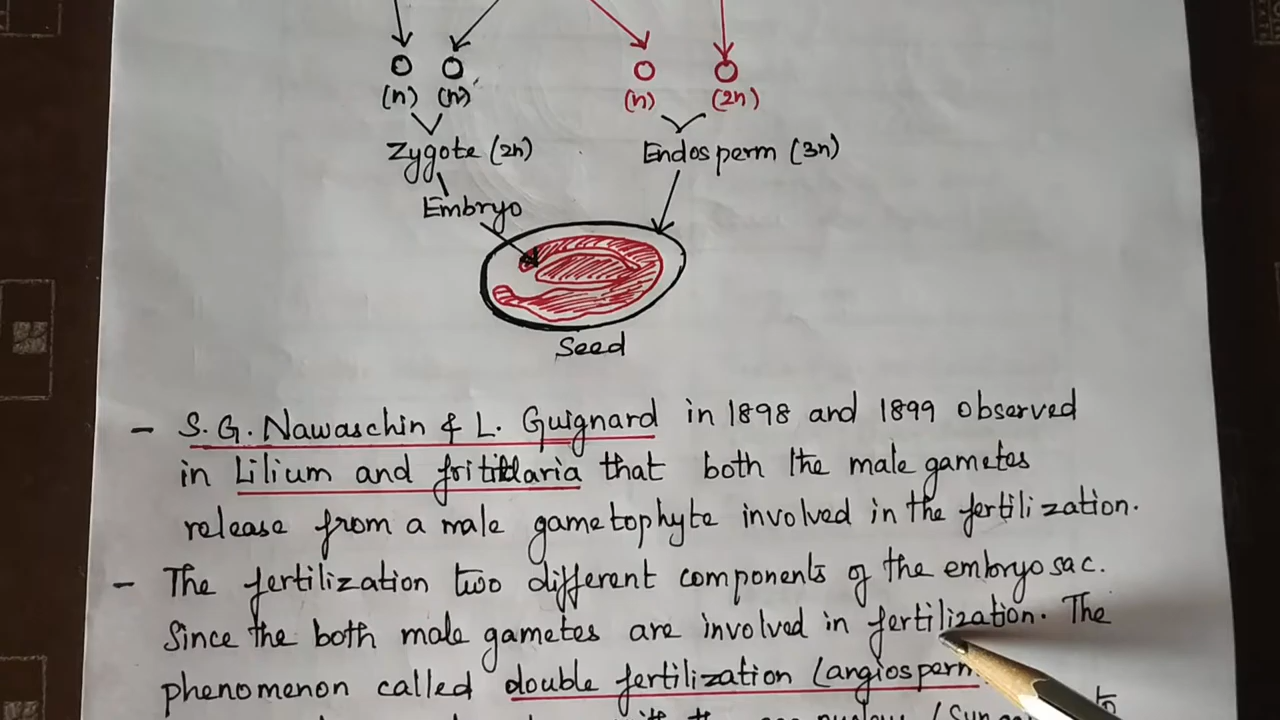 (n) (n) (n) (2n)
Zygote (2n) Endosperm (3n)
Embryo
Seed
- S.G. Nawaschin & L. Guignard in 1898 and 1899 observed
in Lilium and fritillaria that both the male gametes
release from a male gametophyte involved in the fertilization.
- The fertilization two different components of the embryo sac.
Since the both male gametes are involved in fertilization. The
phenomenon called double fertilization (angiosperm